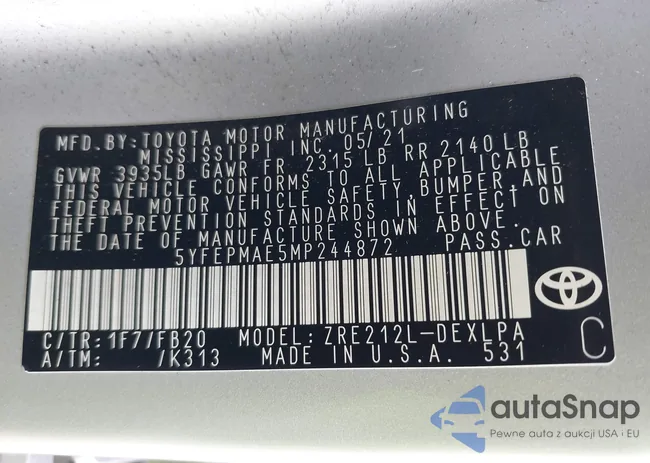 MFD.BY: TOYOTA MOTOR MANUFACTURING
MISSISSIPPI INC. 05/21
GVWR 3935LB GAWR FR 2315 LB RR 2140 LB
THIS VEHICLE CONFORMS TO ALL APPLICABLE
FEDERAL MOTOR VEHICLE SAFETY, BUMPER, AND
THEFT PREVENTION STANDARDS IN EFFECT ON
THE DATE OF MANUFACTURE SHOWN ABOVE.
5YFEPMAE5MP244872 PASS.CAR
C/TR: 1F7/FB20 MODEL: ZRE212L-DEXLPA
A/TM: /K313 MADE IN U.S.A. 531
C
autoSnap
Pewne auta z aukcji USA i EU